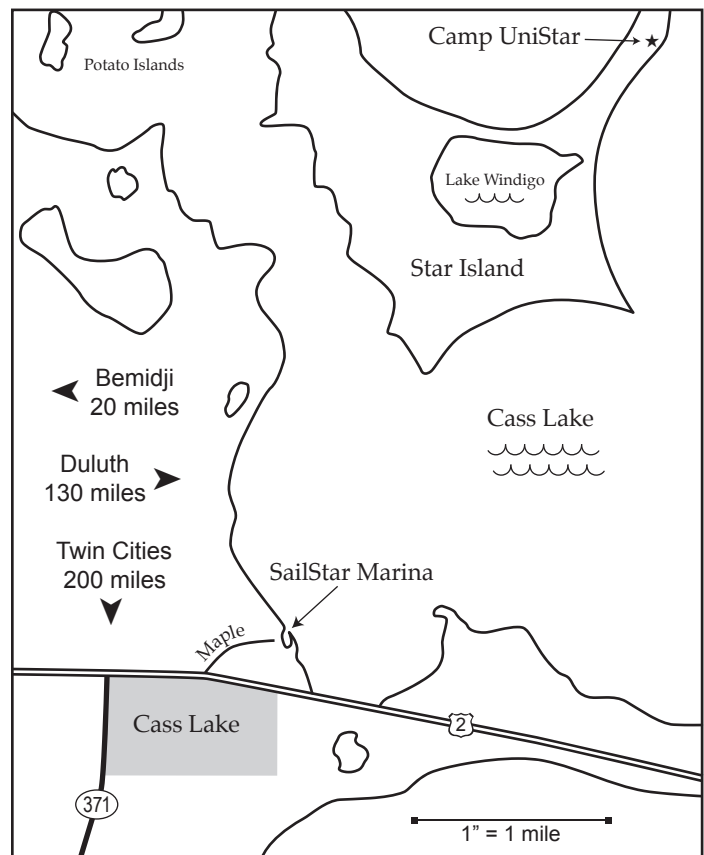 Camp UniStar
Potato Islands
Lake Windigo
Star Island
Bemidji
20 miles
Cass Lake
Duluth
130 miles
Twin Cities
200 miles
SailStar Marina
Maple
Cass Lake
2
371
1” = 1 mile